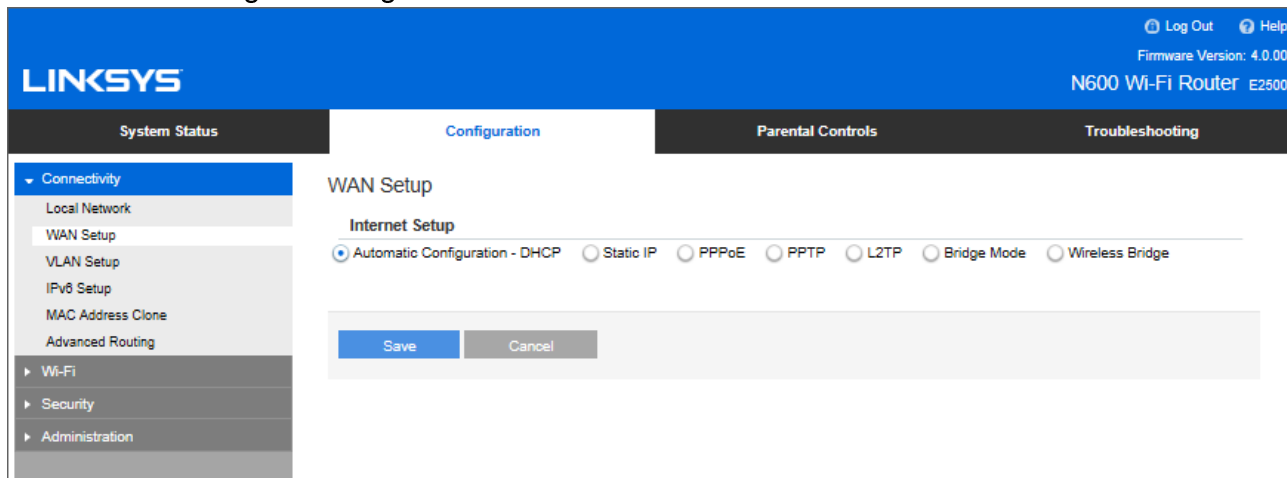 Log Out Help
Firmware Version: 4.0.00
LINKSYS
N600 Wi-Fi Router E2500
System Status Configuration Parental Controls Troubleshooting
Connectivity
Local Network
WAN Setup
VLAN Setup
IPv6 Setup
MAC Address Clone
Advanced Routing
Wi-Fi
Security
Administration
WAN Setup
Internet Setup
Automatic Configuration - DHCP Static IP PPPoE PPTP L2TP Bridge Mode Wireless Bridge
Save Cancel